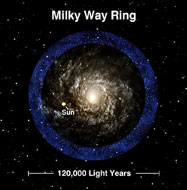 Milky Way Ring
Sun
120,000 Light Years